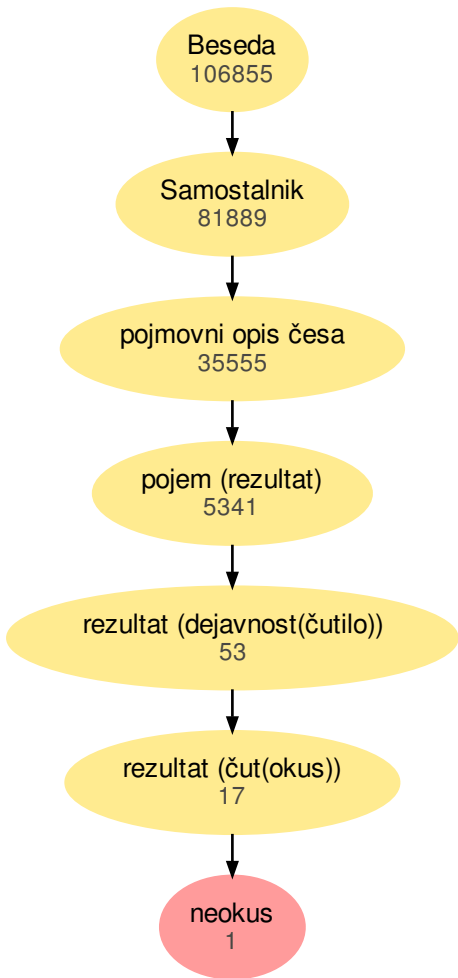 Beseda
106855
Samostalnik
81889
pojmovni opis česa
35555
pojem (rezultat)
5341
rezultat (dejavnost(čutilo))
53
rezultat (čut(okus))
17
neokus
1